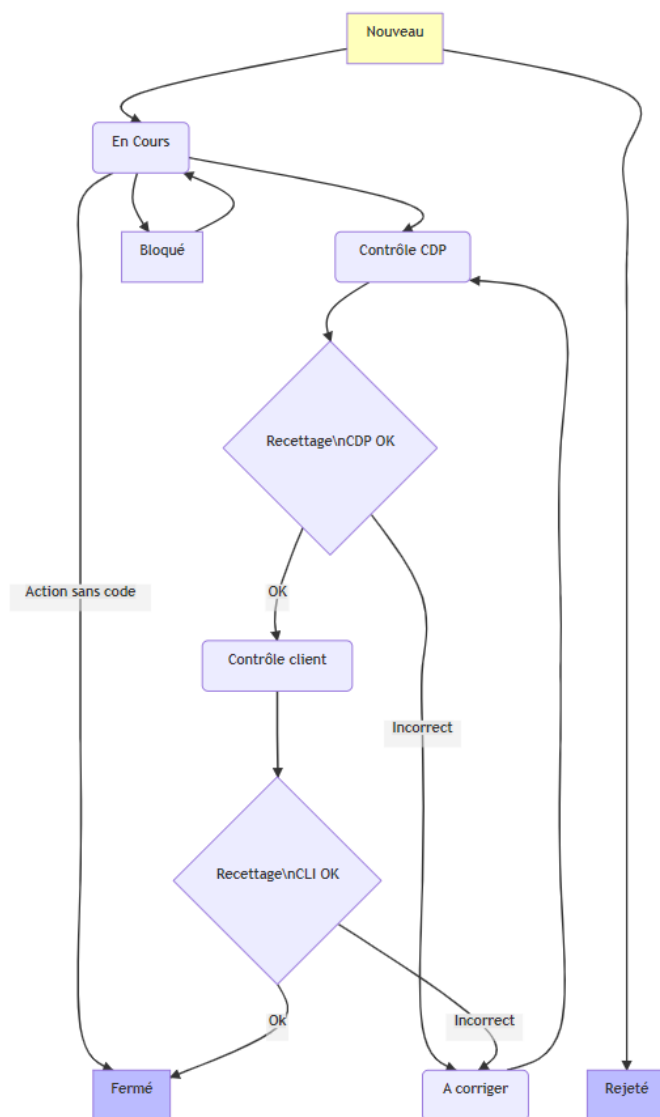 Nouveau
En Cours
Bloqué
Contrôle CDP
Recettage\nCDP OK
Action sans code
OK
Contrôle client
Incorrect
Recettage\nCLI OK
Ok
Incorrect
Fermé
A corriger
Rejeté